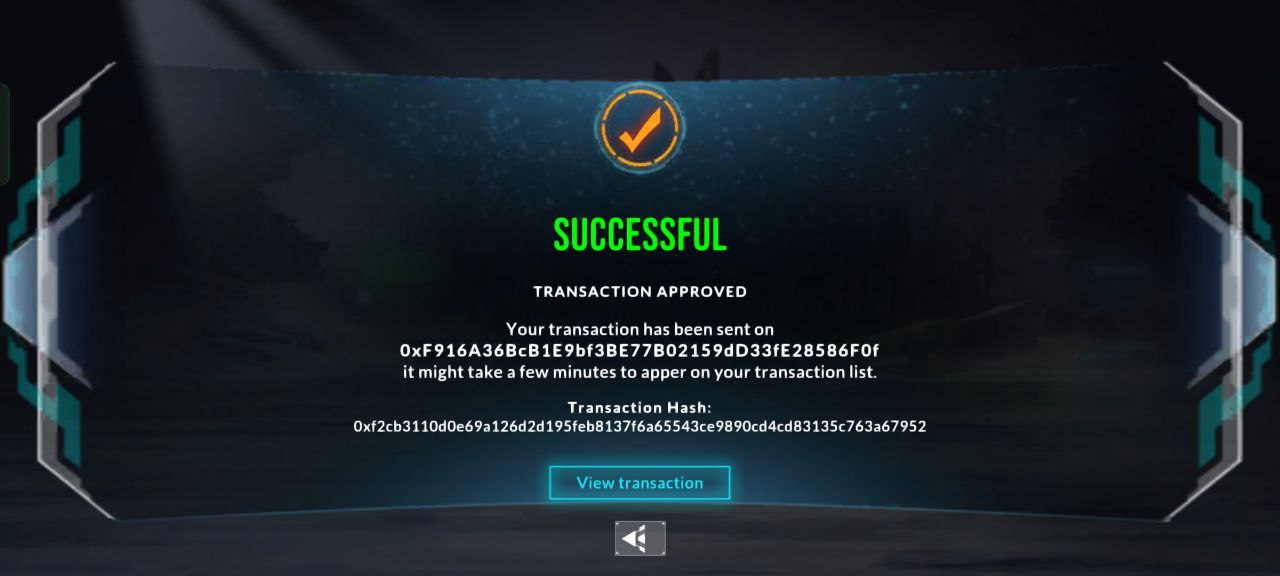 SUCCESSFUL
TRANSACTION APPROVED
Your transaction has been sent on
0xF916A36BcB1E9bf3BE77B02159dD33fE28586F0f
it might take a few minutes to apper on your transaction list.
Transaction Hash:
0xf2cb3110d0e69a126d2d195feb8137f6a65543ce9890cd4cd83135c763a67952
View transaction